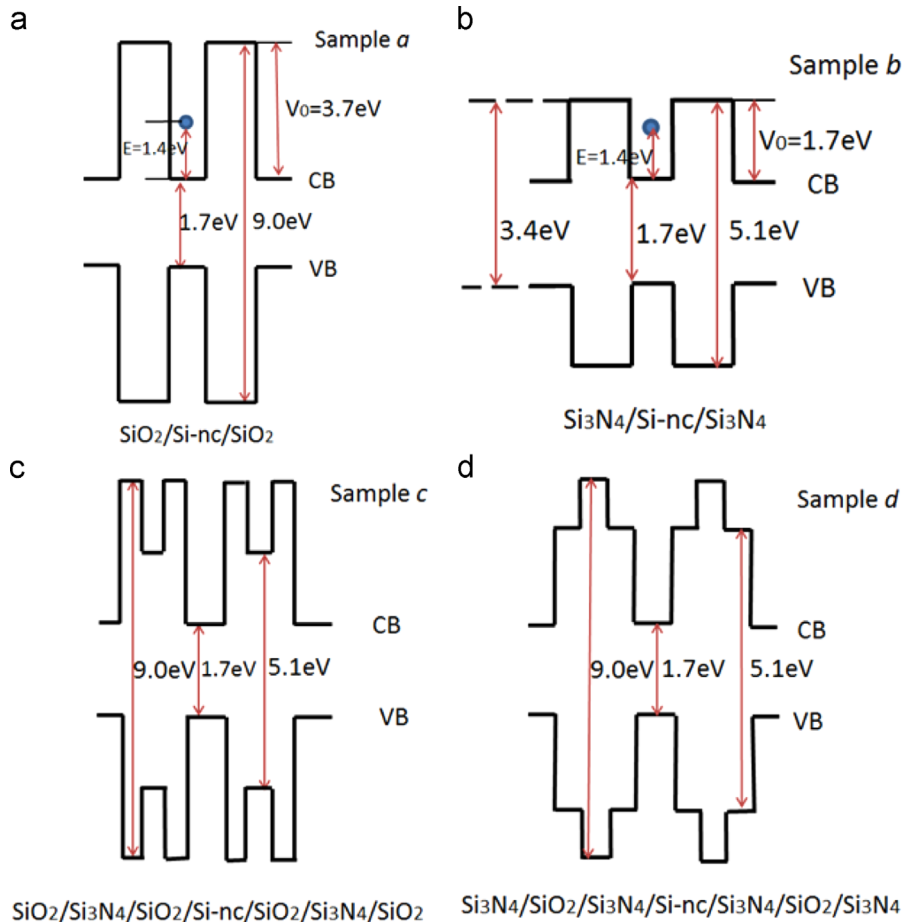 a
Sample a
V0=3.7eV
E=1.4eV
CB
1.7eV
9.0eV
VB
SiO2/Si-nc/SiO2
b
Sample b
V0=1.7eV
E=1.4eV
CB
3.4eV
1.7eV
5.1eV
VB
Si3N4/Si-nc/Si3N4
c
Sample c
CB
9.0eV
1.7eV
5.1eV
VB
SiO2/Si3N4/SiO2/Si-nc/SiO2/Si3N4/SiO2
d
Sample d
CB
9.0eV
1.7eV
5.1eV
VB
Si3N4/SiO2/Si3N4/Si-nc/Si3N4/SiO2/Si3N4